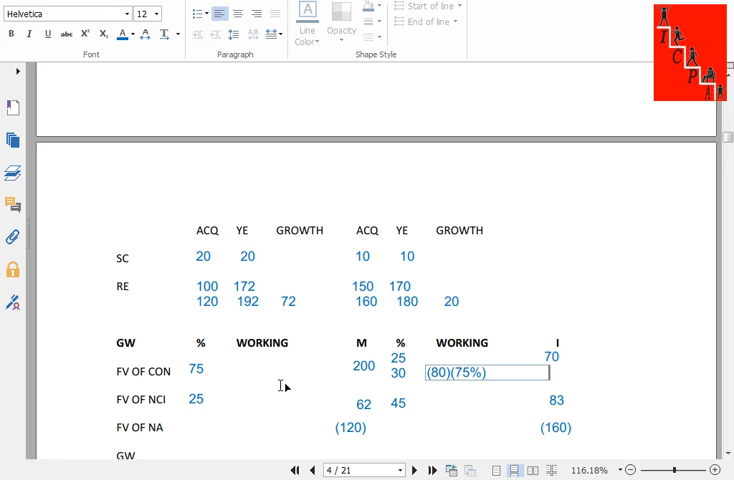 Helvetica 12
Start of line
End of line
B I U abc X² X₂ A A T
Line Color
Opacity
Font Paragraph Shape Style
I C P A
ACQ YE GROWTH ACQ YE GROWTH
SC 20 20 10 10
RE 100 172 150 170
120 192 72 160 180 20
GW % WORKING M % WORKING I
25 70
FV OF CON 75 200 30 (80)(75%)
FV OF NCI 25 62 45 83
FV OF NA (120) (160)
GW
4 / 21 116.18%